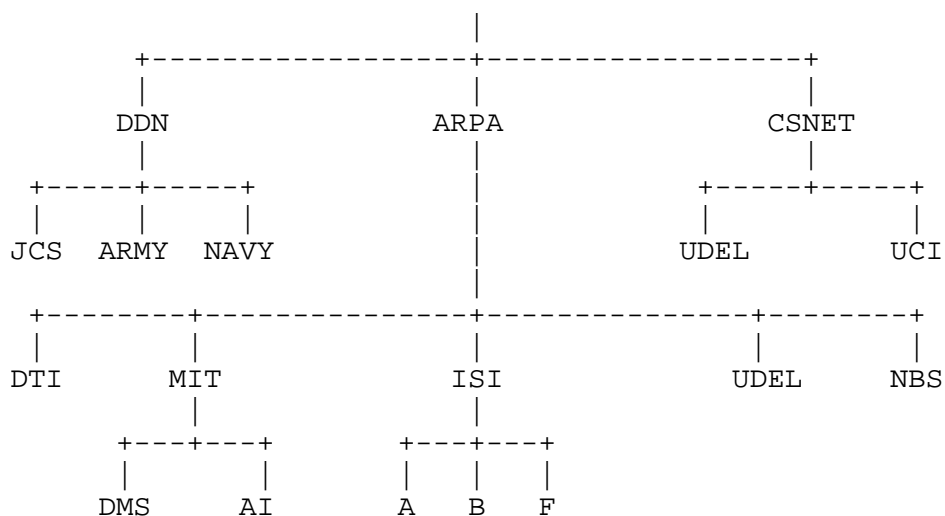 DDN ARPA CSNET
JCS ARMY NAVY UDEL UCI
DTI MIT ISI UDEL NBS
DMS AI A B F